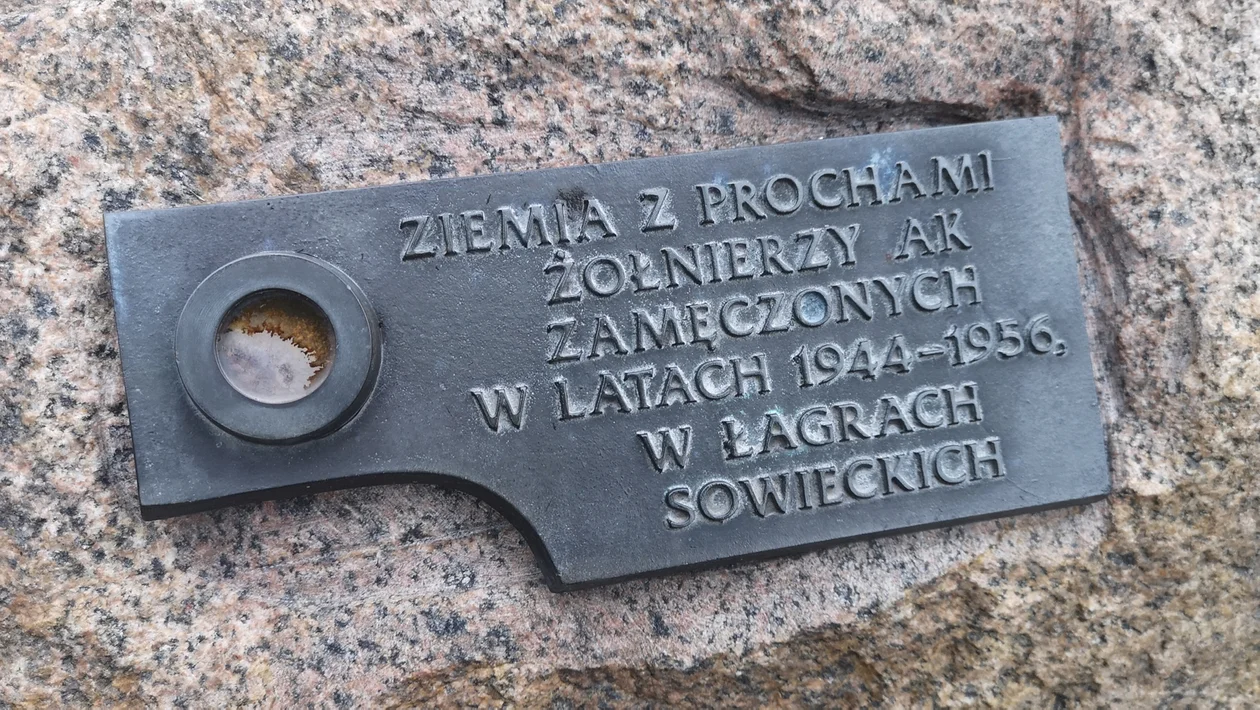 ZIEMIA Z PROCHAMI
ŻOŁNIERZY AK
ZAMĘCZONYCH
W LATACH 1944-1956,
W ŁAGRACH
SOWIECKICH